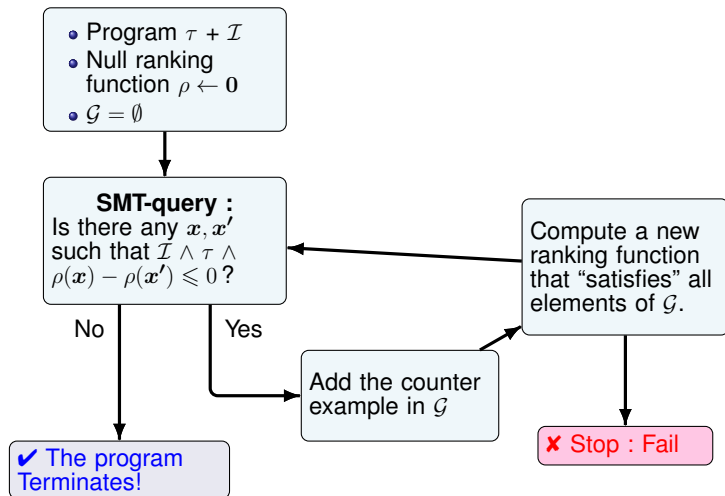 Program τ + ℐ
Null ranking
function ρ ← 0
𝒢 = ∅
SMT-query :
Is there any x, x′
such that ℐ ∧ τ ∧
ρ(x) − ρ(x′) ⩽ 0 ?
No
Yes
Add the counter
example in 𝒢
Compute a new
ranking function
that “satisfies” all
elements of 𝒢.
✔ The program
Terminates!
✘ Stop : Fail